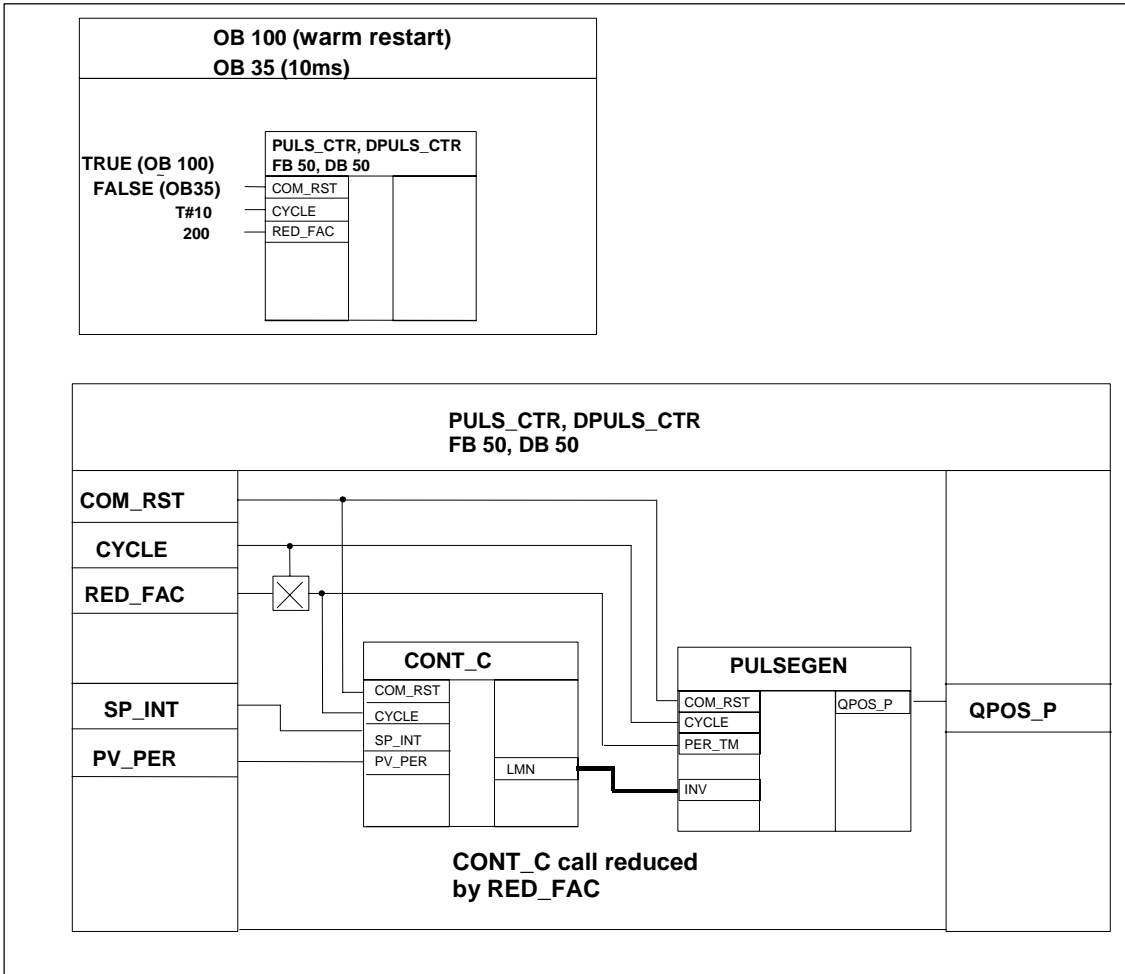 OB 100 (warm restart)
OB 35 (10ms)
PULS_CTR, DPULS_CTR
FB 50, DB 50
TRUE (OB 100)
FALSE (OB35)
COM_RST
T#10
CYCLE
200
RED_FAC
PULS_CTR, DPULS_CTR
FB 50, DB 50
COM_RST
CYCLE
RED_FAC
SP_INT
PV_PER
CONT_C
COM_RST
CYCLE
SP_INT
PV_PER
LMN
PULSEGEN
COM_RST
CYCLE
PER_TM
INV
QPOS_P
QPOS_P
CONT_C call reduced
by RED_FAC